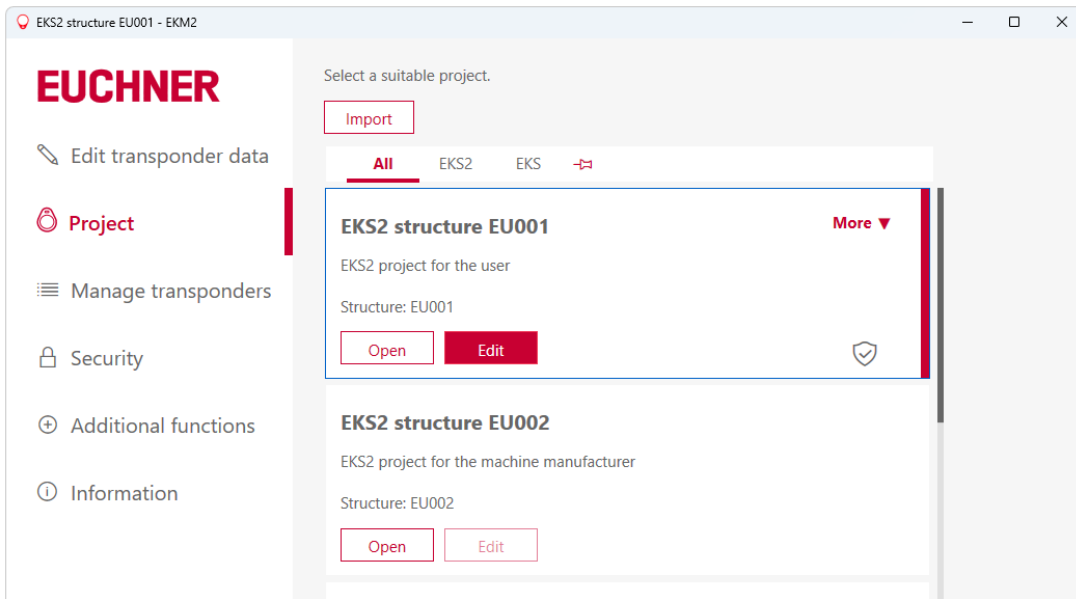 EKS2 structure EU001 - EKM2
EUCHNER
Edit transponder data
Project
Manage transponders
Security
Additional functions
Information
Select a suitable project.
Import
All EKS2 EKS
EKS2 structure EU001
More ▼
EKS2 project for the user
Structure: EU001
Open Edit
EKS2 structure EU002
EKS2 project for the machine manufacturer
Structure: EU002
Open Edit